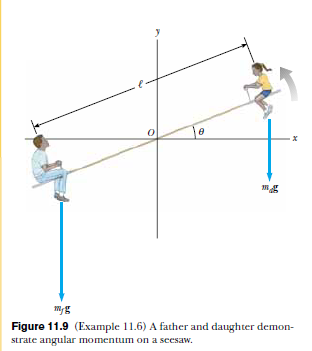 y
ℓ
O
θ
x
m_d g
m_f g
Figure 11.9 (Example 11.6) A father and daughter demon-
strate angular momentum on a seesaw.